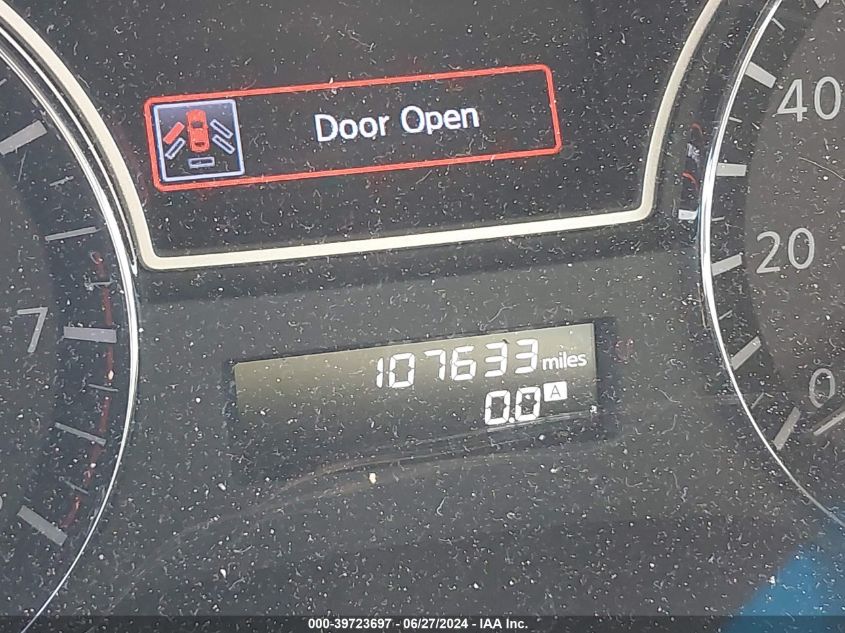 Door Open
40
20
7
107633 miles
0
0.0 A
000-39723697 - 06/27/2024 - IAA Inc.